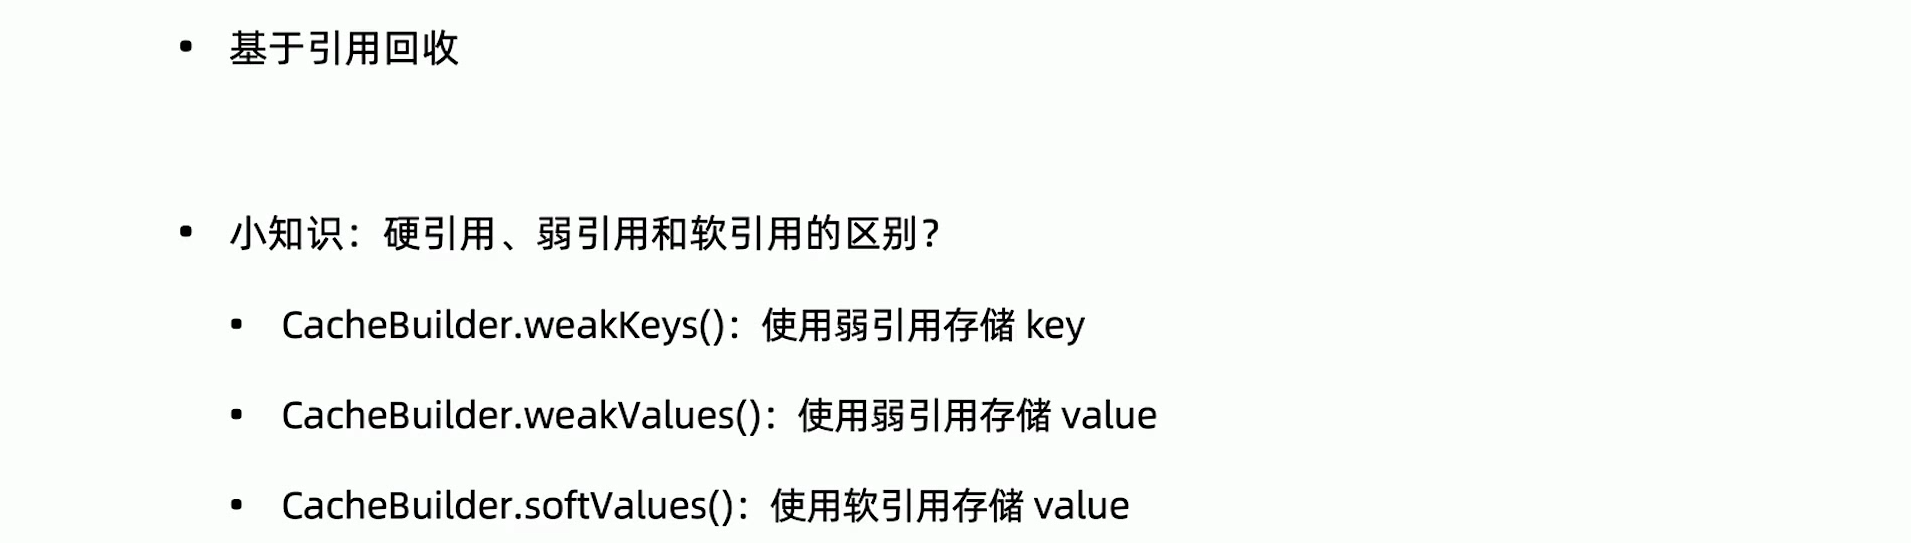 • 基于引用回收
• 小知识：硬引用、弱引用和软引用的区别？
• CacheBuilder.weakKeys()：使用弱引用存储 key
• CacheBuilder.weakValues()：使用弱引用存储 value
• CacheBuilder.softValues()：使用软引用存储 value